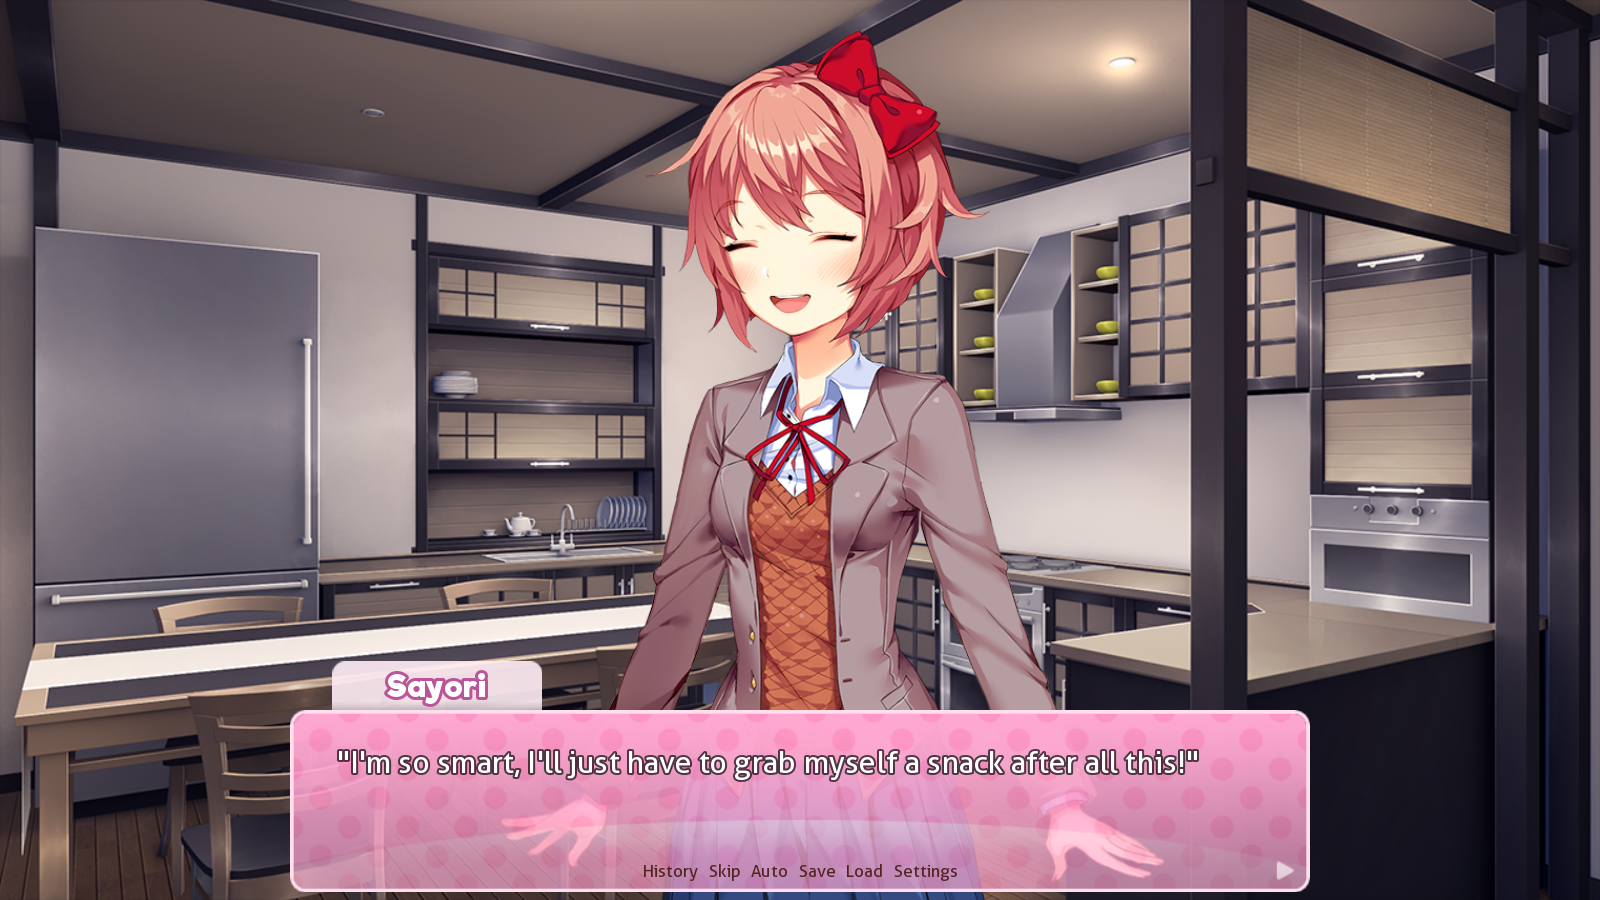 Sayori
"I'm so smart, I'll just have to grab myself a snack after all this!"
History Skip Auto Save Load Settings